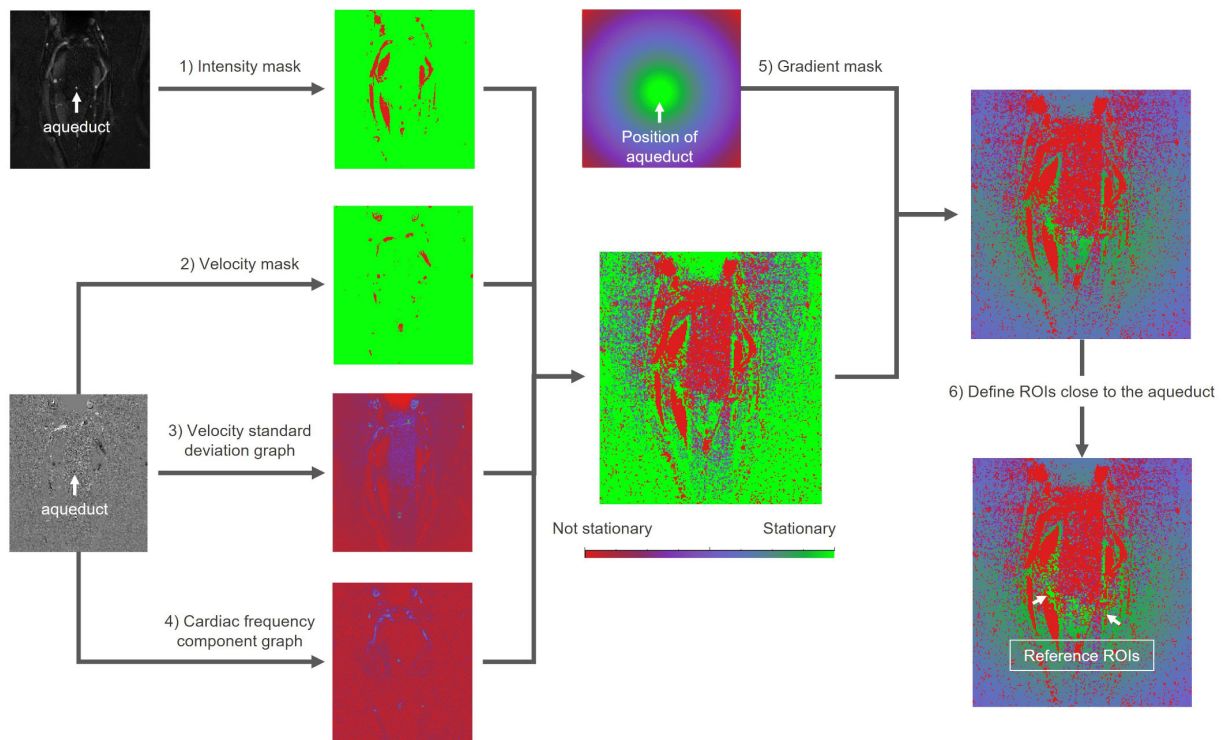 1) Intensity mask
aqueduct
5) Gradient mask
Position of
aqueduct
2) Velocity mask
3) Velocity standard
deviation graph
aqueduct
4) Cardiac frequency
component graph
Not stationary
Stationary
6) Define ROIs close to the aqueduct
Reference ROIs